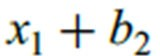 x₁ + b₂